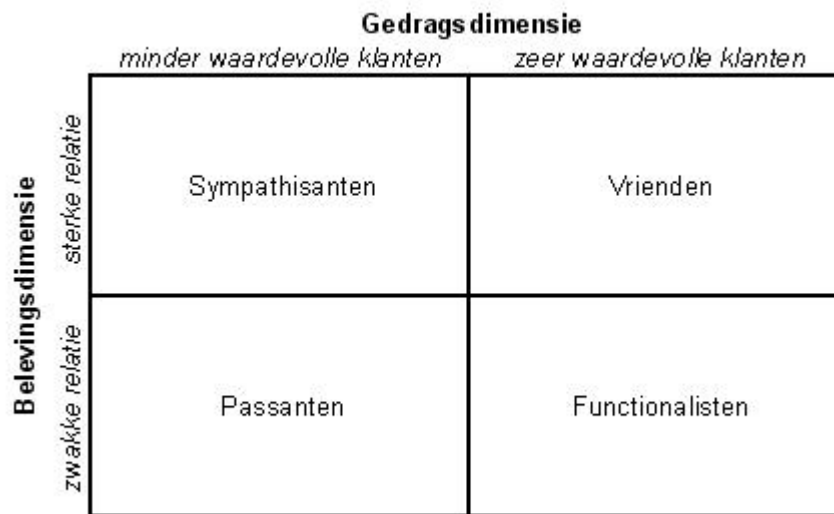 Gedragsdimensie
minder waardevolle klanten
zeer waardevolle klanten
Belevingsdimensie
sterke relatie
Sympathisanten
Vrienden
zwakke relatie
Passanten
Functionalisten